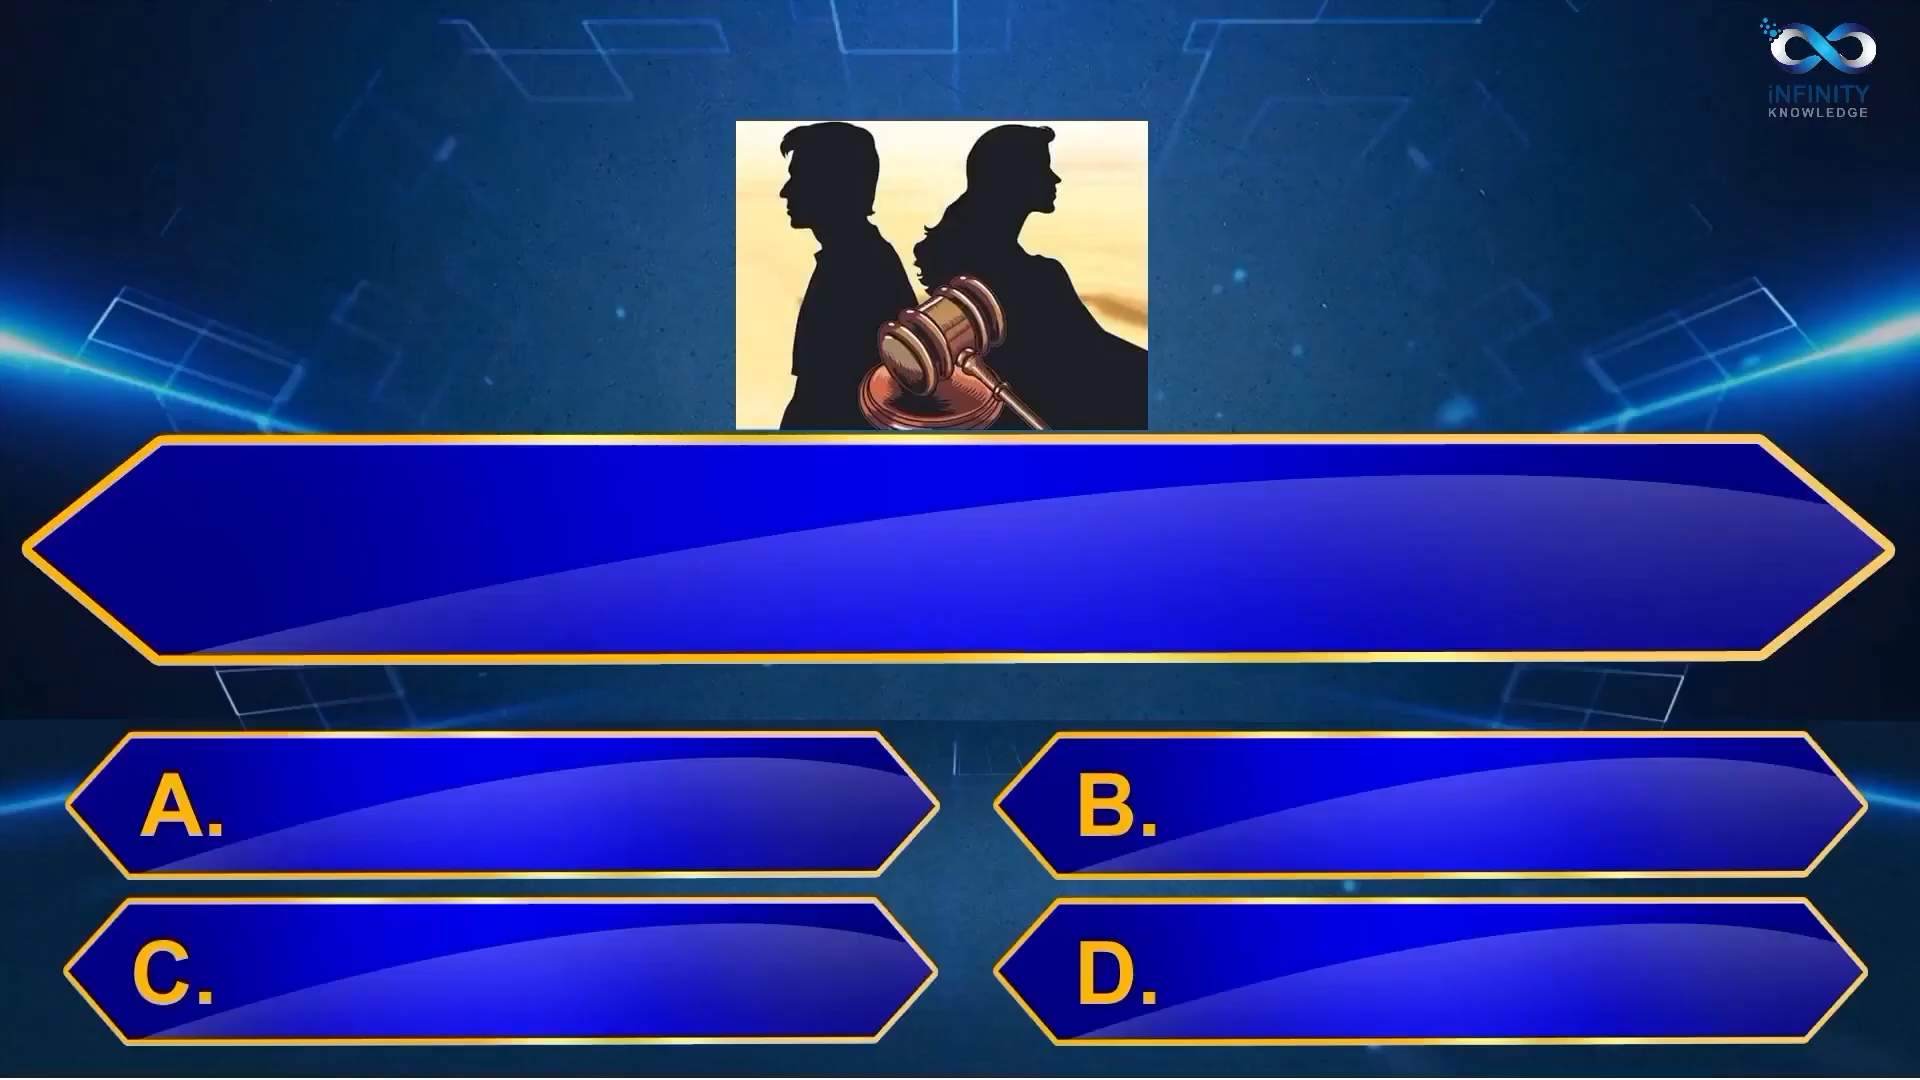 iNFINITY
KNOWLEDGE
A.
B.
C.
D.